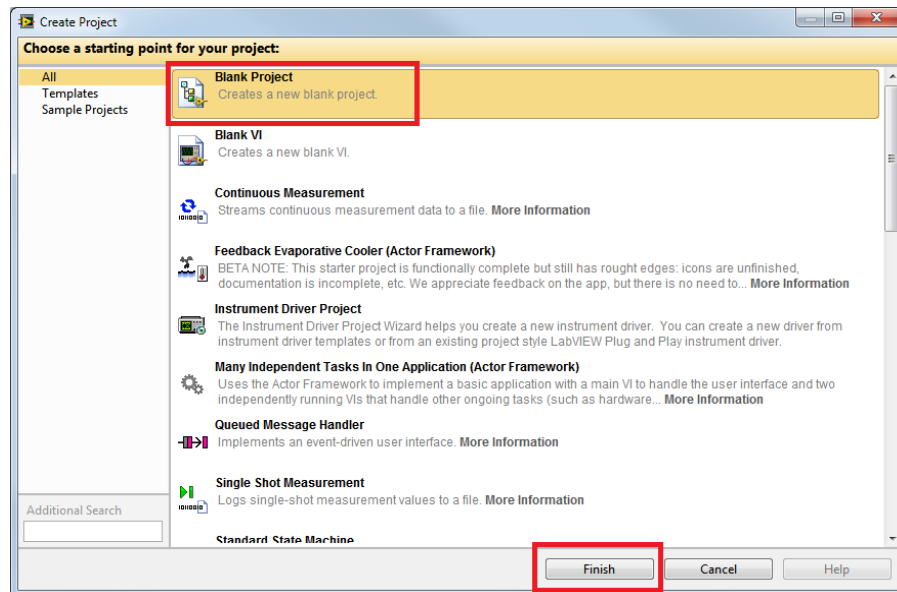 Create Project
Choose a starting point for your project:
All
Templates
Sample Projects
Blank Project
Creates a new blank project.
Blank VI
Creates a new blank VI.
Continuous Measurement
Streams continuous measurement data to a file. More Information
Feedback Evaporative Cooler (Actor Framework)
BETA NOTE: This starter project is functionally complete but still has rought edges: icons are unfinished,
documentation is incomplete, etc. We appreciate feedback on the app, but there is no need to... More Information
Instrument Driver Project
The Instrument Driver Project Wizard helps you create a new instrument driver. You can create a new driver from
instrument driver templates or from an existing project style LabVIEW Plug and Play instrument driver.
Many Independent Tasks In One Application (Actor Framework)
Uses the Actor Framework to implement a basic application with a main VI to handle the user interface and two
independently running VIs that handle other ongoing tasks (such as hardware... More Information
Queued Message Handler
Implements an event-driven user interface. More Information
Single Shot Measurement
Logs single-shot measurement values to a file. More Information
Standard State Machine
Additional Search
Finish
Cancel
Help